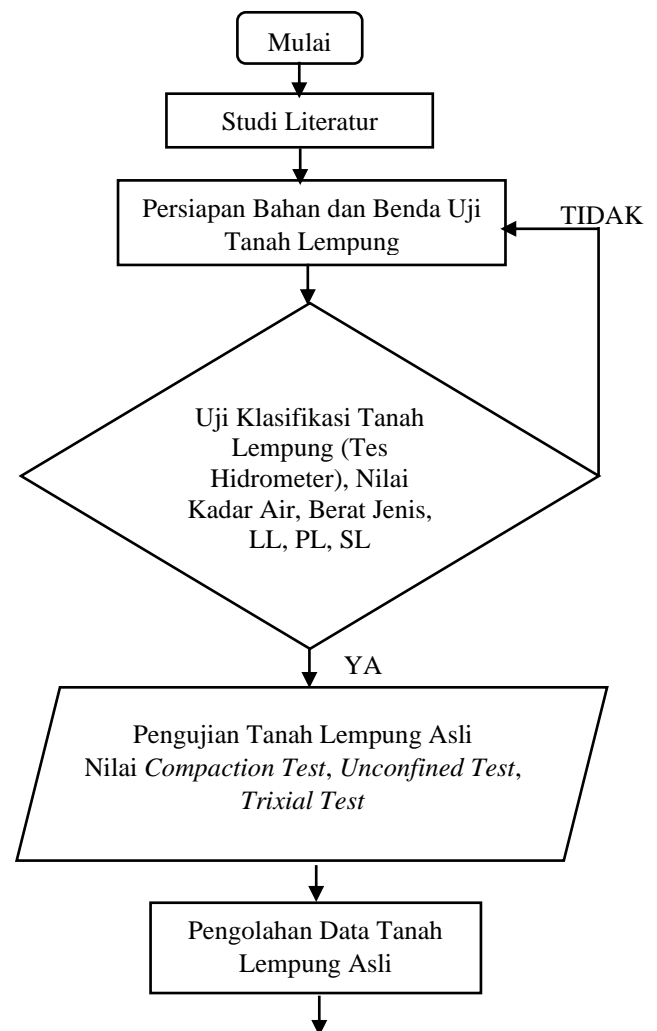 Mulai
Studi Literatur
Persiapan Bahan dan Benda Uji
Tanah Lempung
TIDAK
Uji Klasifikasi Tanah
Lempung (Tes
Hidrometer), Nilai
Kadar Air, Berat Jenis,
LL, PL, SL
YA
Pengujian Tanah Lempung Asli
Nilai Compaction Test, Unconfined Test,
Trixial Test
Pengolahan Data Tanah
Lempung Asli